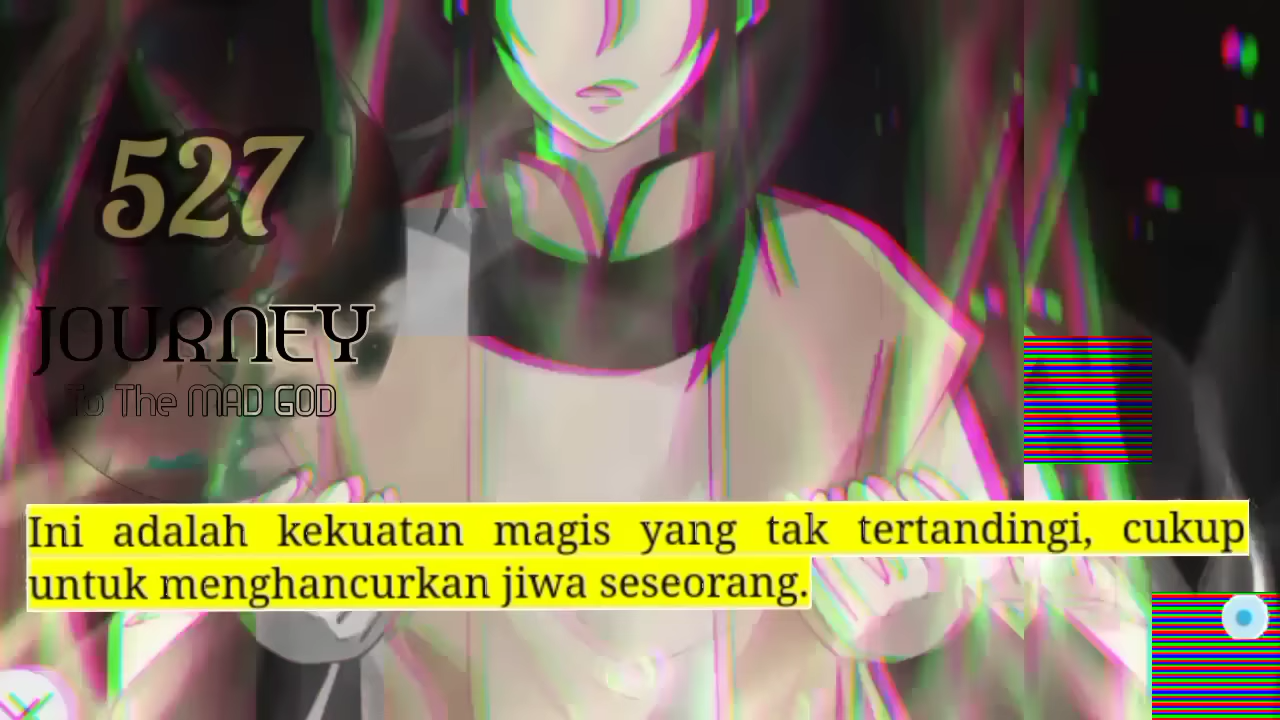 527
JOURNEY
To The MAD GOD
Ini adalah kekuatan magis yang tak tertandingi, cukup
untuk menghancurkan jiwa seseorang.